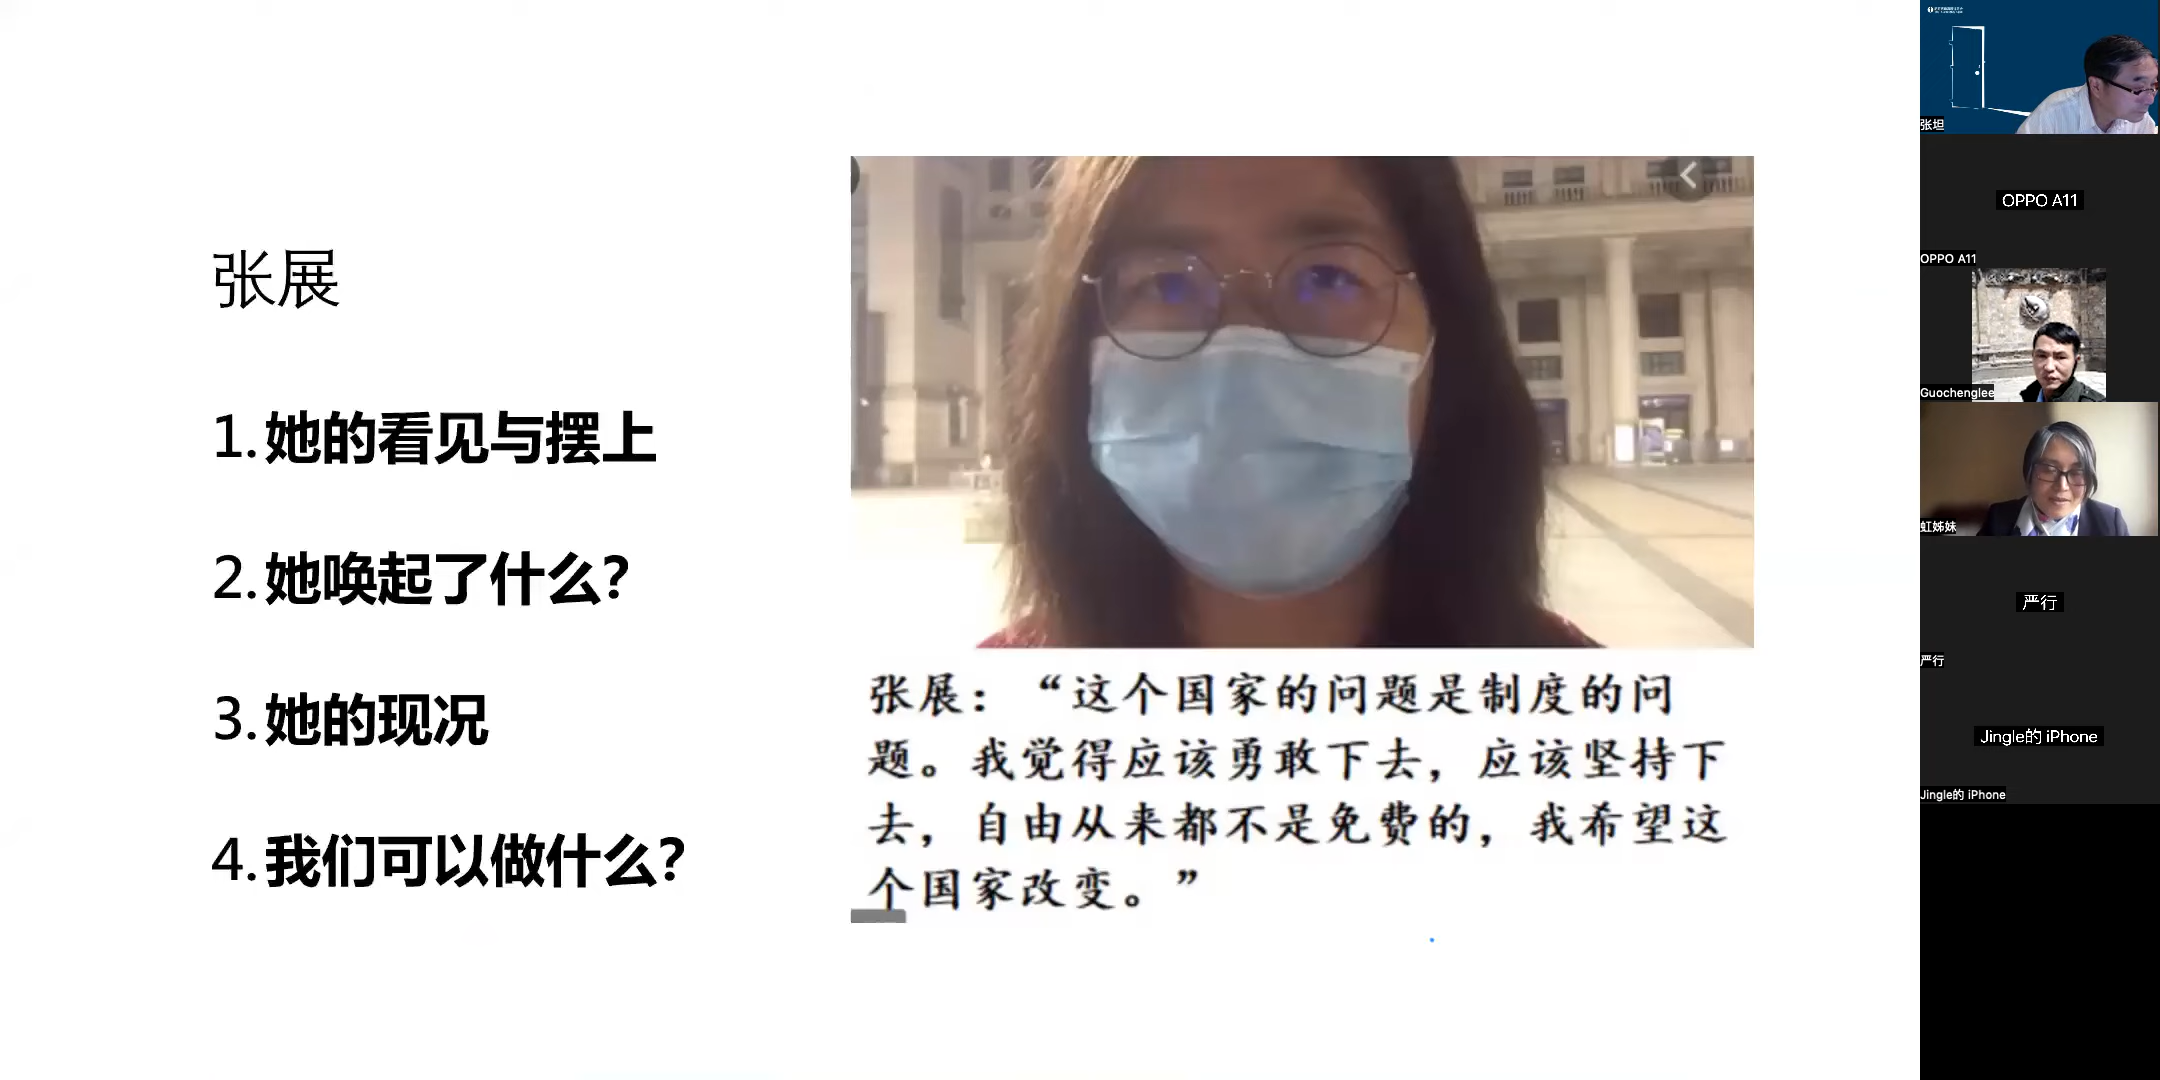 张展
1. 她的看见与摆上
2. 她唤起了什么?
3. 她的现况
4. 我们可以做什么?
张展：“这个国家的问题是制度的问
题。我觉得应该勇敢下去，应该坚持下
去，自由从来都不是免费的，我希望这
个国家改变。”
张坦
OPPO A11
OPPO A11
Guochenglee
虹姊妹
严行
严行
Jingle的 iPhone
Jingle的 iPhone